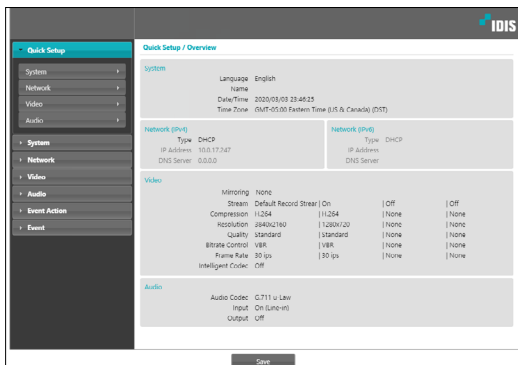 IDIS
Quick Setup
System
Network
Video
Audio
System
Network
Video
Audio
Event Action
Event
Quick Setup / Overview
System
Language English
Name
Date/Time 2020/03/03 23:46:25
Time Zone GMT-05:00 Eastern Time (US & Canada) (DST)
Network (IPv4)
Type DHCP
IP Address 10.0.17.247
DNS Server 0.0.0.0
Network (IPv6)
Type DHCP
IP Address
DNS Server
Video
Mirroring None
Stream Default Record Strear | On | Off | Off
Compression H.264 | H.264 | None | None
Resolution 3840x2160 | 1280x720 | None | None
Quality Standard | Standard | None | None
Bitrate Control VBR | VBR | None | None
Frame Rate 30 ips | 30 ips | None | None
Intelligent Codec Off
Audio
Audio Codec G.711 u-Law
Input On (Line-in)
Output Off
Save